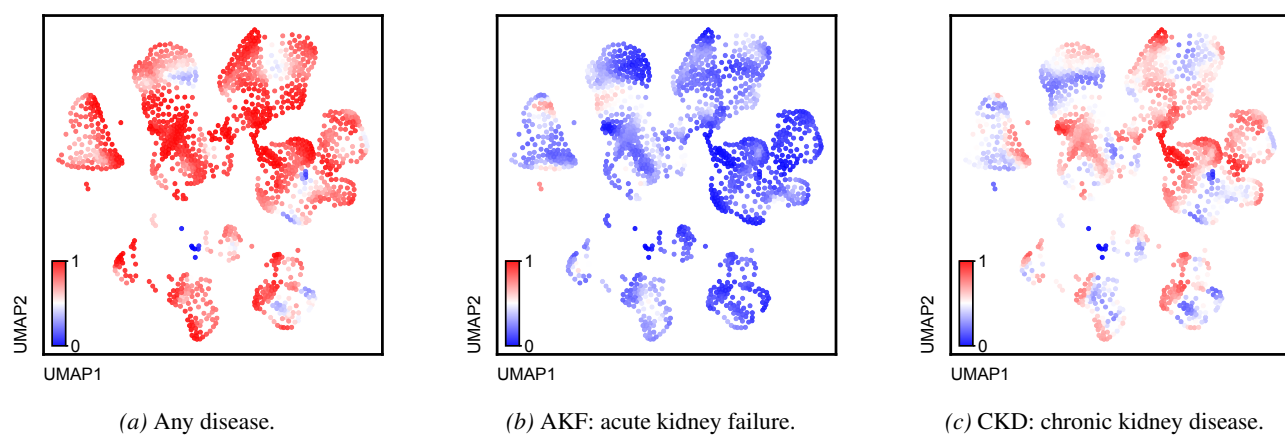 UMAP2
1
0
UMAP1
(a) Any disease.
UMAP2
1
0
UMAP1
(b) AKF: acute kidney failure.
UMAP2
1
0
UMAP1
(c) CKD: chronic kidney disease.